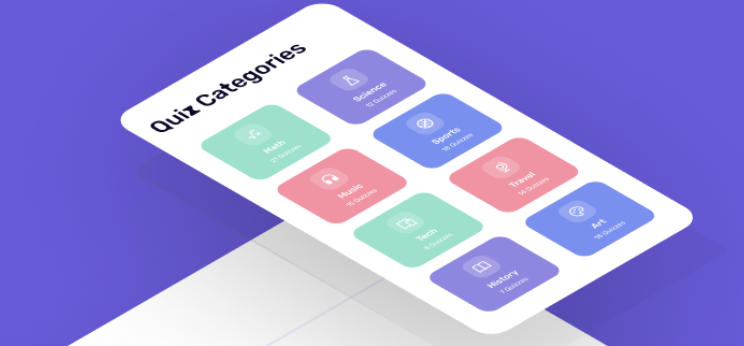 Quiz Categories
Math
21 Quizzes
Science
12 Quizzes
Music
15 Quizzes
Sports
18 Quizzes
Tech
8 Quizzes
Travel
14 Quizzes
History
7 Quizzes
Art
Quizzes